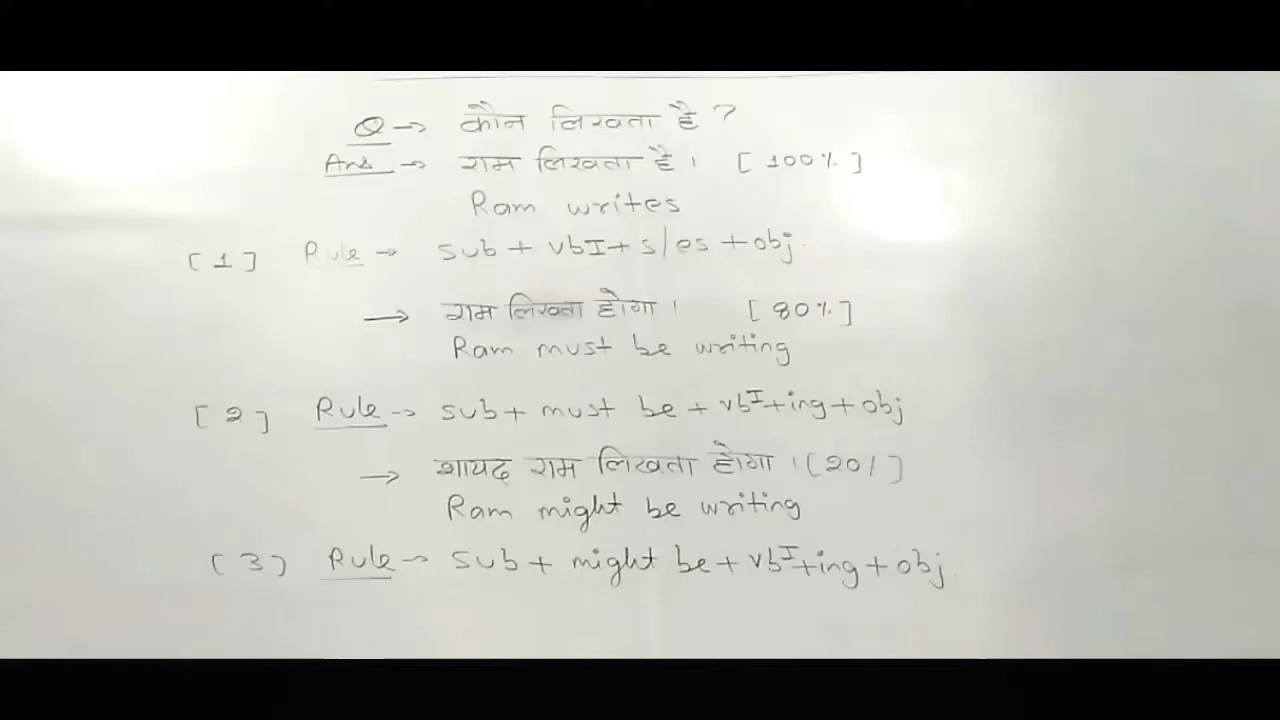 Q → कौन लिखता है ?
Ans → राम लिखता है। [100%]
Ram writes
[1] Rule → sub + vbI + s/es + obj
→ राम लिखता होगा। [80%]
Ram must be writing
[2] Rule → sub + must be + vbI + ing + obj
→ शायद राम लिखता होगा। (20%]
Ram might be writing
(3) Rule → sub + might be + vbI + ing + obj